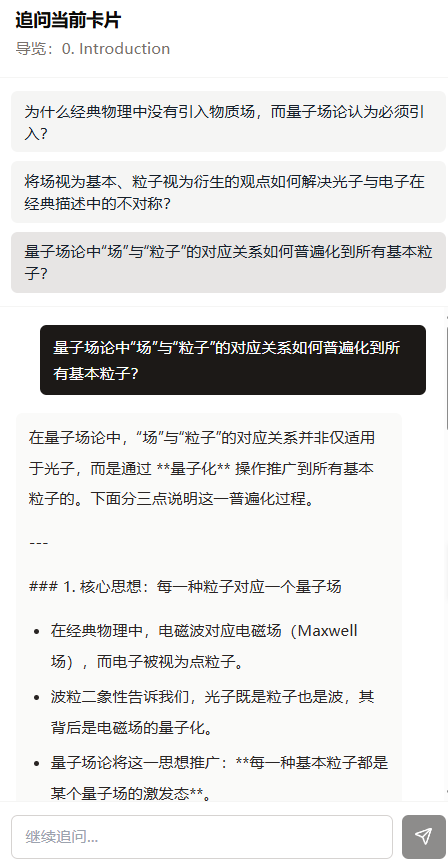 追问当前卡片
导览：0. Introduction
为什么经典物理中没有引入物质场，而量子场论认为必须引
入？
将场视为基本、粒子视为衍生的观点如何解决光子与电子在
经典描述中的不对称？
量子场论中“场”与“粒子”的对应关系如何普遍化到所有基本粒
子？
量子场论中“场”与“粒子”的对应关系如何普遍化到所
有基本粒子？
在量子场论中，“场”与“粒子”的对应关系并非仅适用
于光子，而是通过 **量子化** 操作推广到所有基本
粒子的。下面分三点说明这一普遍化过程。
---
### 1. 核心思想：每一种粒子对应一个量子场
• 在经典物理中，电磁波对应电磁场（Maxwell
场），而电子被视为点粒子。
• 波粒二象性告诉我们，光子既是粒子也是波，其
背后是电磁场的量子化。
• 量子场论将这一思想推广：**每一种基本粒子都是
某个量子场的激发态**。
继续追问...